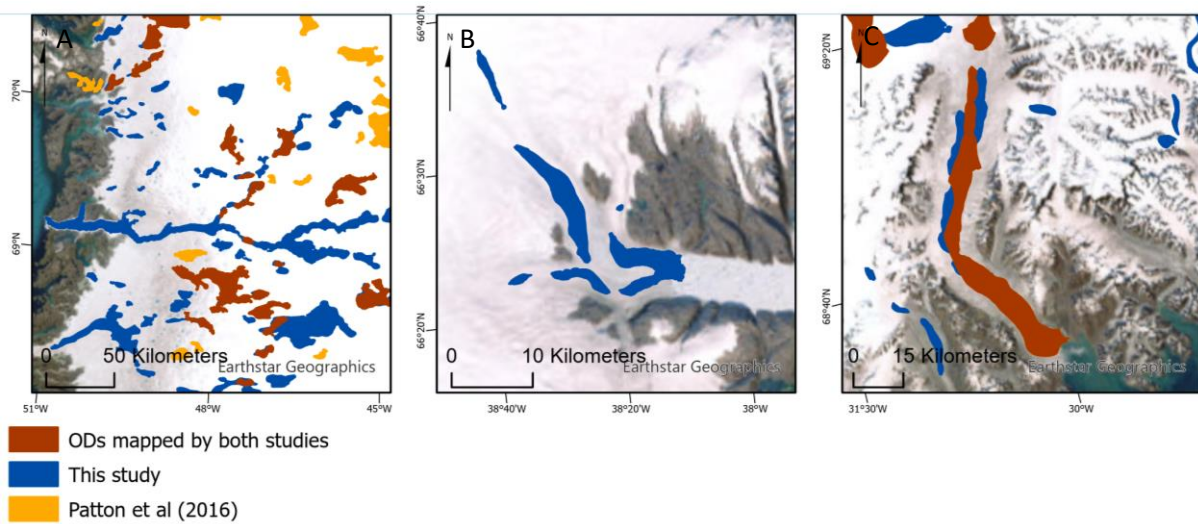 A
N
70°N
69°N
0 50 Kilometers
Earthstar Geographics
51°W 48°W 45°W
B
N
66°40'N
66°30'N
66°20'N
0 10 Kilometers
Earthstar Geographics
38°40'W 38°20'W 38°W
C
N
69°20'N
68°40'N
0 15 Kilometers
Earthstar Geographics
31°30'W 30°W
ODs mapped by both studies
This study
Patton et al (2016)